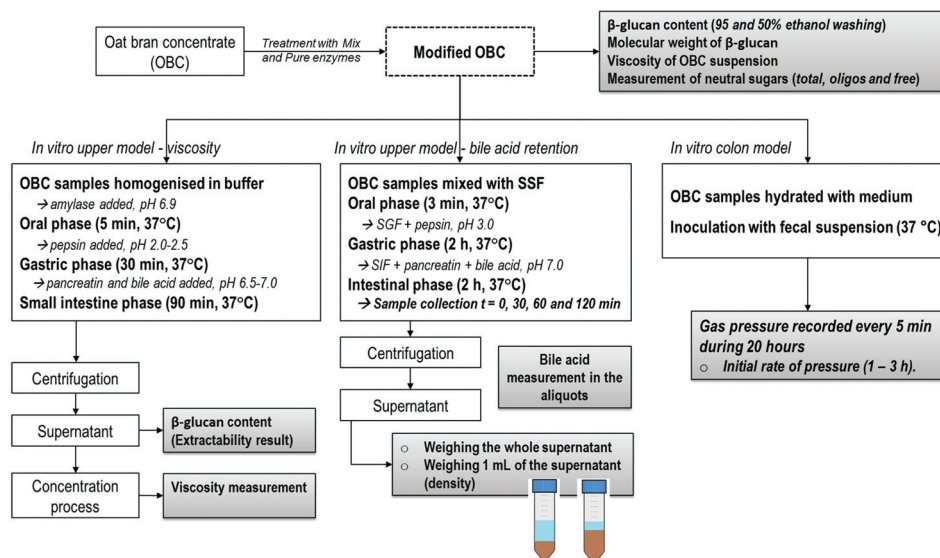 Oat bran concentrate
(OBC)
Treatment with Mix
and Pure enzymes
Modified OBC
β-glucan content (95 and 50% ethanol washing)
Molecular weight of β-glucan
Viscosity of OBC suspension
Measurement of neutral sugars (total, oligos and free)
In vitro upper model - viscosity
OBC samples homogenised in buffer
→ amylase added, pH 6.9
Oral phase (5 min, 37°C)
→ pepsin added, pH 2.0-2.5
Gastric phase (30 min, 37°C)
→ pancreatin and bile acid added, pH 6.5-7.0
Small intestine phase (90 min, 37°C)
Centrifugation
Supernatant
β-glucan content
(Extractability result)
Concentration
process
Viscosity measurement
In vitro upper model - bile acid retention
OBC samples mixed with SSF
Oral phase (3 min, 37°C)
→ SGF + pepsin, pH 3.0
Gastric phase (2 h, 37°C)
→ SIF + pancreatin + bile acid, pH 7.0
Intestinal phase (2 h, 37°C)
→ Sample collection t = 0, 30, 60 and 120 min
Centrifugation
Supernatant
Bile acid
measurement in the
aliquots
○ Weighing the whole supernatant
○ Weighing 1 mL of the supernatant
(density)
In vitro colon model
OBC samples hydrated with medium
Inoculation with fecal suspension (37 °C)
Gas pressure recorded every 5 min
during 20 hours
○ Initial rate of pressure (1 – 3 h).